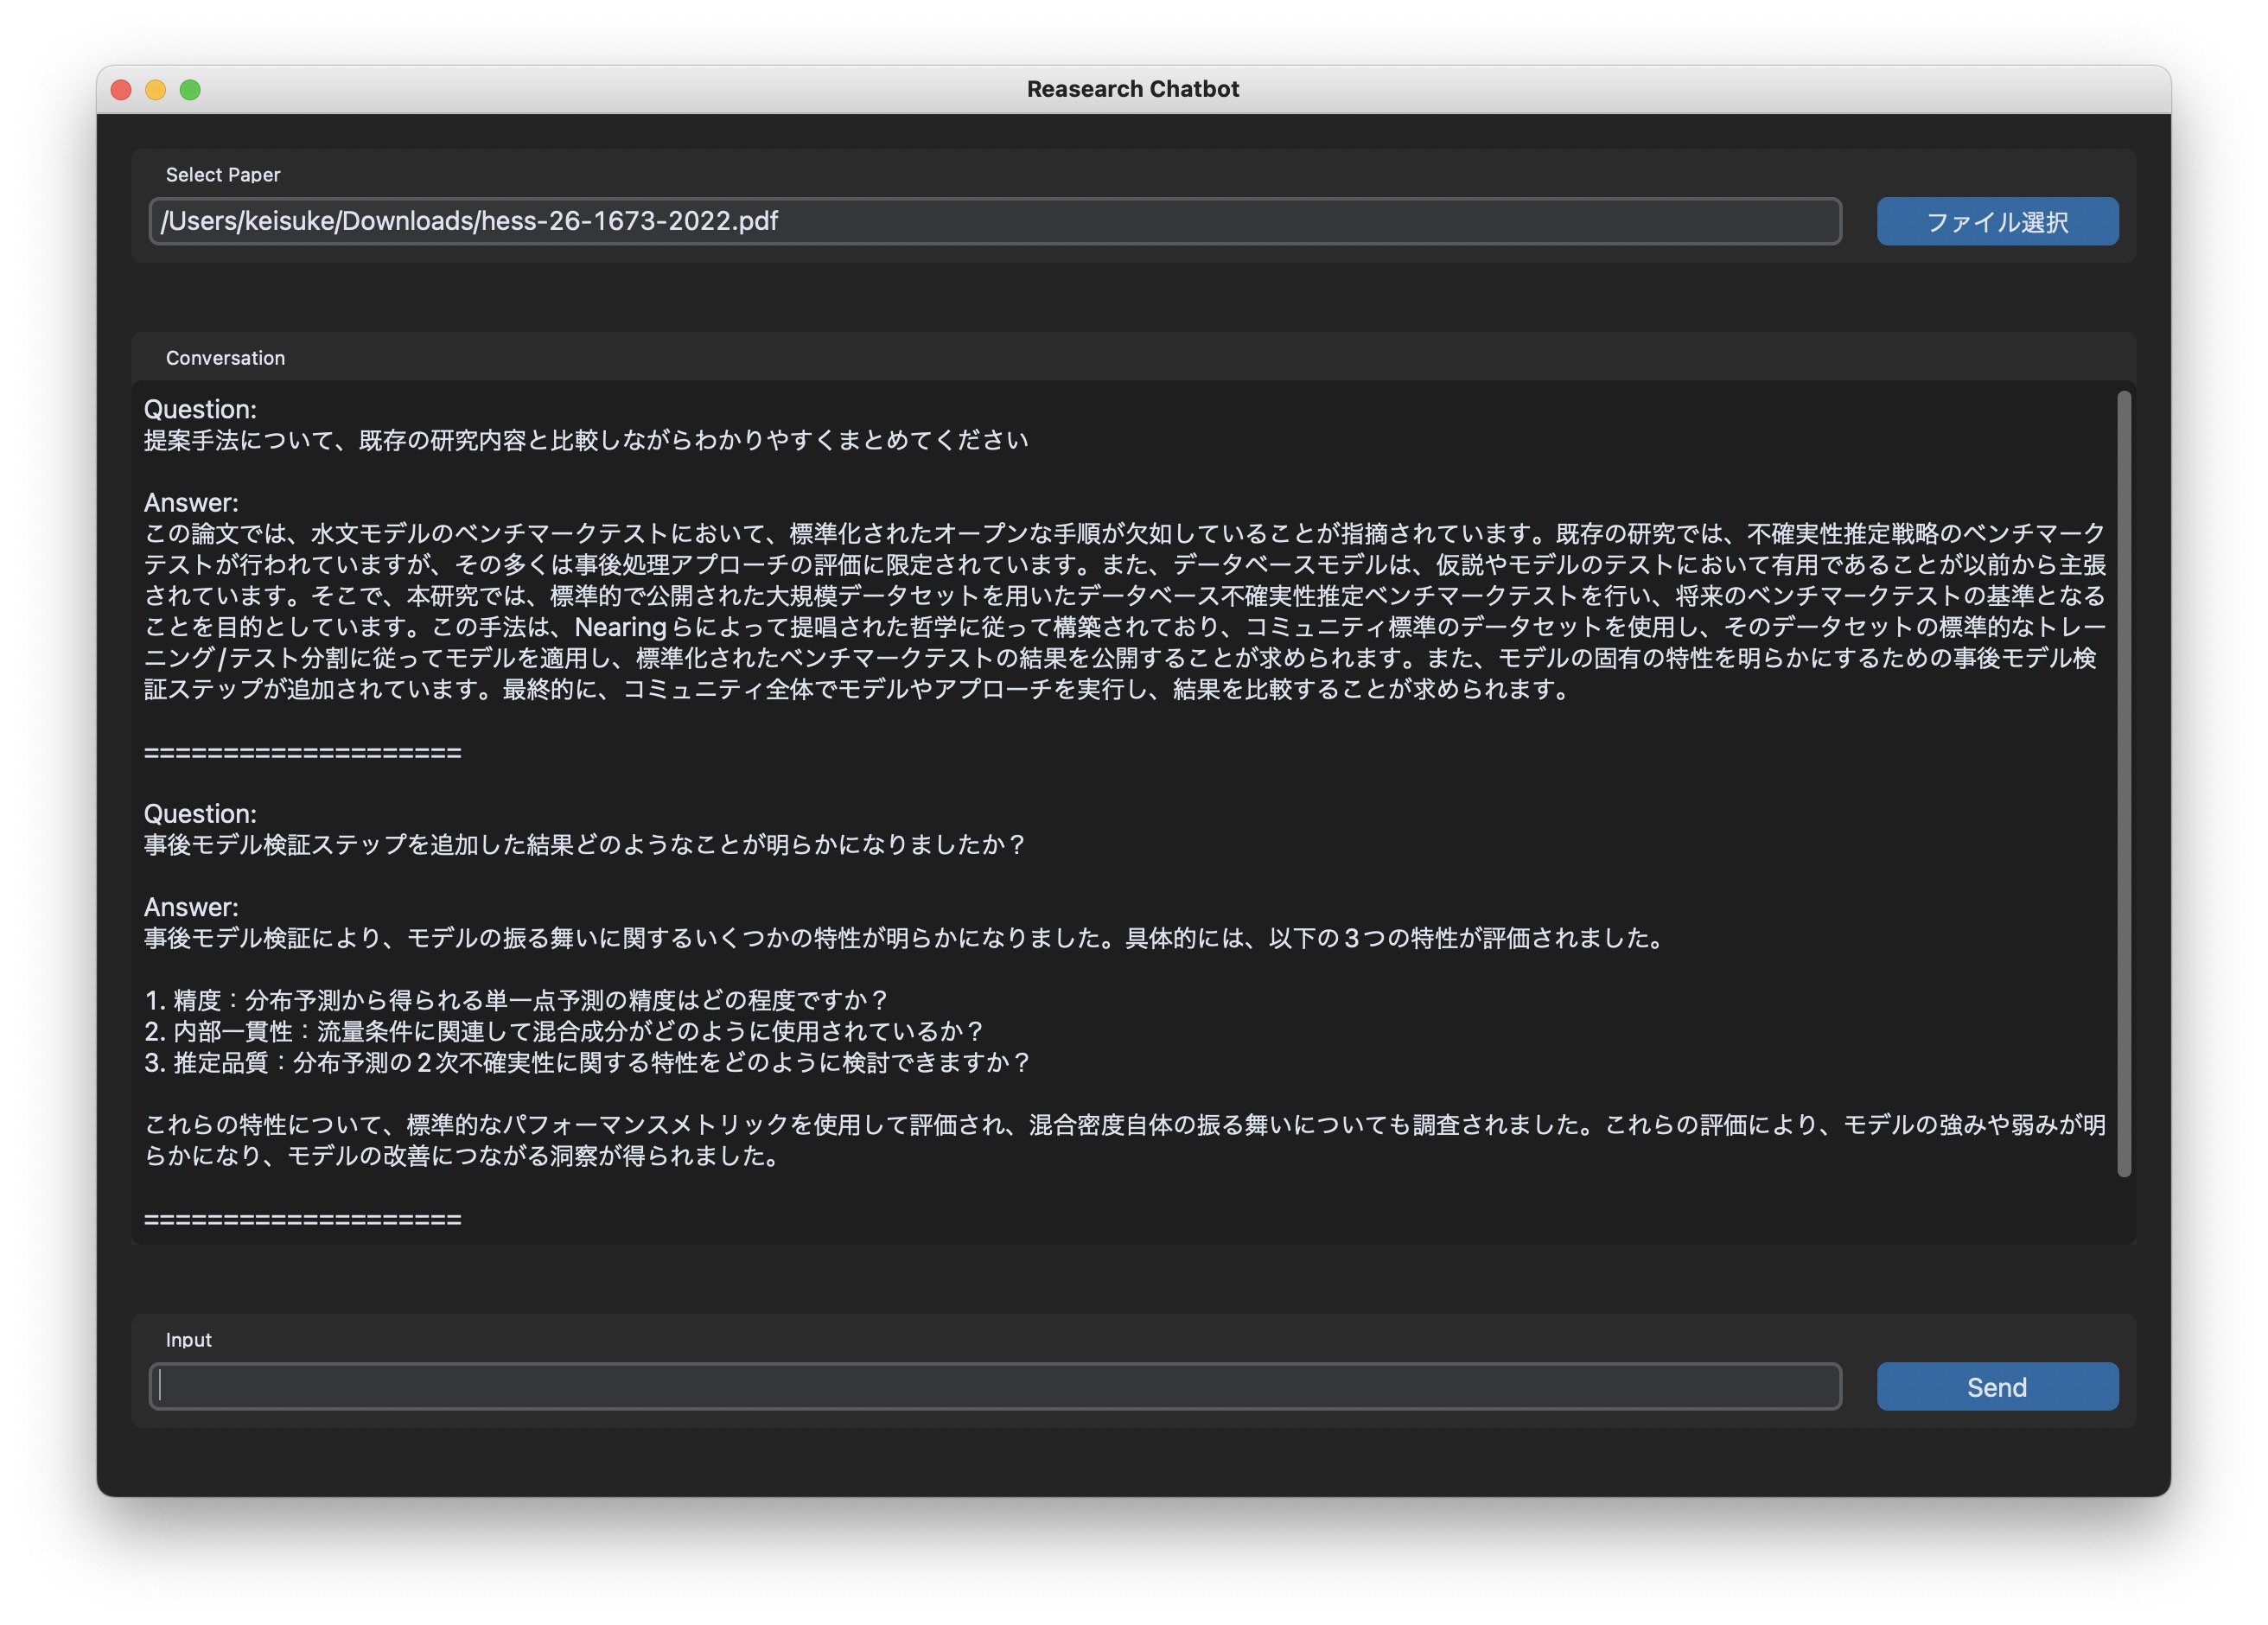 Reasearch Chatbot
Select Paper
/Users/keisuke/Downloads/hess-26-1673-2022.pdf
ファイル選択
Conversation
Question:
提案手法について、既存の研究内容と比較しながらわかりやすくまとめてください
Answer:
この論文では、水文モデルのベンチマークテストにおいて、標準化されたオープンな手順が欠如していることが指摘されています。既存の研究では、不確実性推定戦略のベンチマーク
テストが行われていますが、その多くは事後処理アプローチの評価に限定されています。また、データベースモデルは、仮説やモデルのテストにおいて有用であることが以前から主張
されています。そこで、本研究では、標準的で公開された大規模データセットを用いたデータベース不確実性推定ベンチマークテストを行い、将来のベンチマークテストの基準となる
ことを目的としています。この手法は、Nearingらによって提唱された哲学に従って構築されており、コミュニティ標準のデータセットを使用し、そのデータセットの標準的なトレー
ニング/テスト分割に従ってモデルを適用し、標準化されたベンチマークテストの結果を公開することが求められます。また、モデルの固有の特性を明らかにするための事後モデル検
証ステップが追加されています。最終的に、コミュニティ全体でモデルやアプローチを実行し、結果を比較することが求められます。
====================
Question:
事後モデル検証ステップを追加した結果どのようなことが明らかになりましたか？
Answer:
事後モデル検証により、モデルの振る舞いに関するいくつかの特性が明らかになりました。具体的には、以下の3つの特性が評価されました。
1. 精度：分布予測から得られる単一点予測の精度はどの程度ですか？
2. 内部一貫性：流量条件に関連して混合成分がどのように使用されているか？
3. 推定品質：分布予測の2次不確実性に関する特性をどのように検討できますか？
これらの特性について、標準的なパフォーマンスメトリックを使用して評価され、混合密度自体の振る舞いについても調査されました。これらの評価により、モデルの強みや弱みが明
らかになり、モデルの改善につながる洞察が得られました。
====================
Input
Send